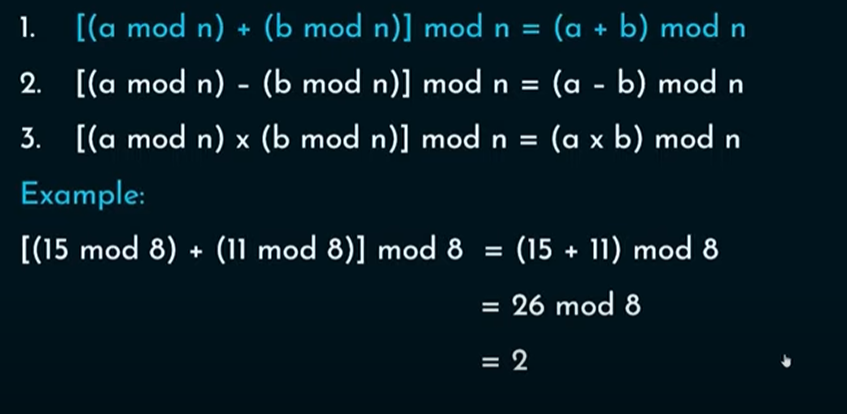 1. [(a mod n) + (b mod n)] mod n = (a + b) mod n
2. [(a mod n) - (b mod n)] mod n = (a - b) mod n
3. [(a mod n) x (b mod n)] mod n = (a x b) mod n
Example:
[(15 mod 8) + (11 mod 8)] mod 8 = (15 + 11) mod 8
= 26 mod 8
= 2